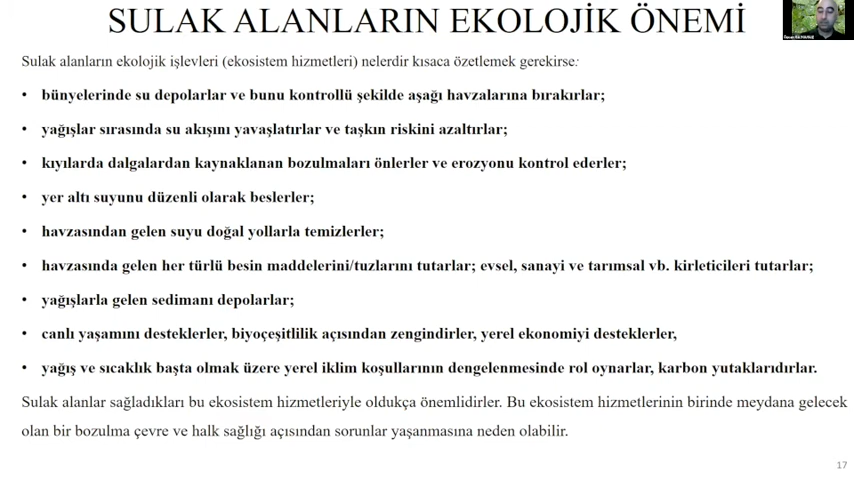 SULAK ALANLARIN EKOLOJİK ÖNEMİ
Sulak alanların ekolojik işlevleri (ekosistem hizmetleri) nelerdir kısaca özetlemek gerekirse:
• bünyelerinde su depolarlar ve bunu kontrollü şekilde aşağı havzalarına bırakırlar;
• yağışlar sırasında su akışını yavaşlatırlar ve taşkın riskini azaltırlar;
• kıyılarda dalgalardan kaynaklanan bozulmaları önlerler ve erozyonu kontrol ederler;
• yer altı suyunu düzenli olarak beslerler;
• havzasından gelen suyu doğal yollarla temizlerler;
• havzasında gelen her türlü besin maddelerini/tuzlarını tutarlar; evsel, sanayi ve tarımsal vb. kirleticileri tutarlar;
• yağışlarla gelen sedimanı depolarlar;
• canlı yaşamını desteklerler, biyoçeşitlilik açısından zengindirler, yerel ekonomiyi desteklerler,
• yağış ve sıcaklık başta olmak üzere yerel iklim koşullarının dengelenmesinde rol oynarlar, karbon yutaklarıdırlar.
Sulak alanlar sağladıkları bu ekosistem hizmetleriyle oldukça önemlidirler. Bu ekosistem hizmetlerinin birinde meydana gelecek
olan bir bozulma çevre ve halk sağlığı açısından sorunlar yaşanmasına neden olabilir.
17